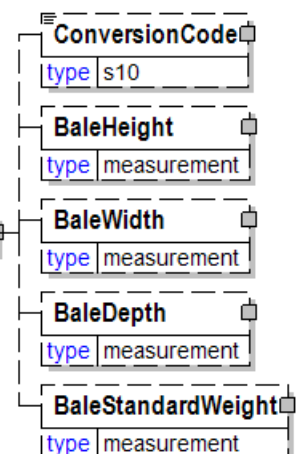 ConversionCode
type s10
BaleHeight
type measurement
BaleWidth
type measurement
BaleDepth
type measurement
BaleStandardWeight
type measurement